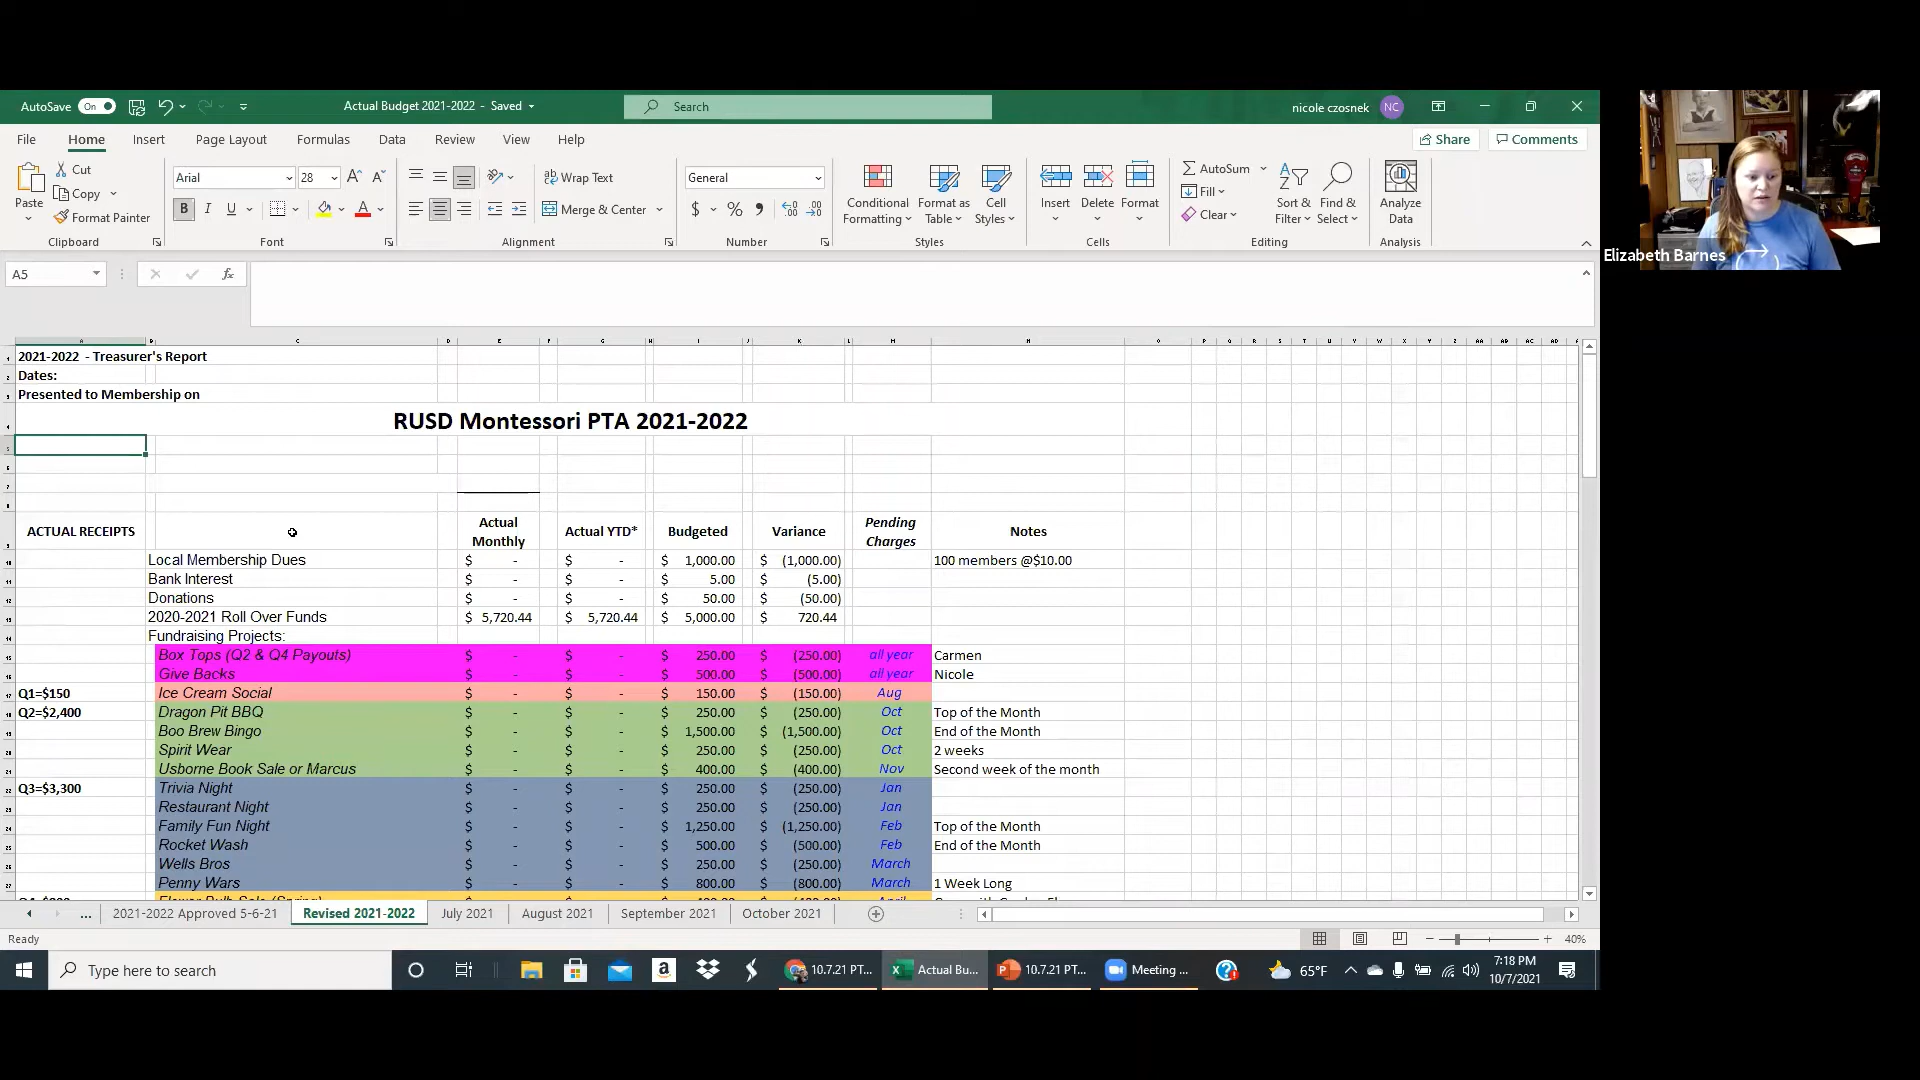 AutoSave On Actual Budget 2021-2022 - Saved Search nicole czosnek NC
File Home Insert Page Layout Formulas Data Review View Help Share Comments
Paste Cut Copy Format Painter Clipboard
Arial 28 A A B I U A Font
Wrap Text Merge & Center Alignment
General $ % , Number
Conditional Formatting Format as Table Cell Styles Styles
Insert Delete Format Cells
AutoSum Fill Clear Sort & Filter Find & Select Editing
Analyze Data Analysis
Elizabeth Barnes
A5 fx
2021-2022 - Treasurer's Report
Dates:
Presented to Membership on
RUSD Montessori PTA 2021-2022
ACTUAL RECEIPTS Actual Monthly Actual YTD* Budgeted Variance Pending Charges Notes
Local Membership Dues $ - $ - $ 1,000.00 $ (1,000.00) 100 members @$10.00
Bank Interest $ - $ - $ 5.00 $ (5.00)
Donations $ - $ - $ 50.00 $ (50.00)
2020-2021 Roll Over Funds $ 5,720.44 $ 5,720.44 $ 5,000.00 $ 720.44
Fundraising Projects:
Box Tops (Q2 & Q4 Payouts) $ - $ - $ 250.00 $ (250.00) all year Carmen
Give Backs $ - $ - $ 500.00 $ (500.00) all year Nicole
Q1=$150 Ice Cream Social $ - $ - $ 150.00 $ (150.00) Aug
Q2=$2,400 Dragon Pit BBQ $ - $ - $ 250.00 $ (250.00) Oct Top of the Month
Boo Brew Bingo $ - $ - $ 1,500.00 $ (1,500.00) Oct End of the Month
Spirit Wear $ - $ - $ 250.00 $ (250.00) Oct 2 weeks
Usborne Book Sale or Marcus $ - $ - $ 400.00 $ (400.00) Nov Second week of the month
Q3=$3,300 Trivia Night $ - $ - $ 250.00 $ (250.00) Jan
Restaurant Night $ - $ - $ 250.00 $ (250.00) Jan
Family Fun Night $ - $ - $ 1,250.00 $ (1,250.00) Feb Top of the Month
Rocket Wash $ - $ - $ 500.00 $ (500.00) Feb End of the Month
Wells Bros $ - $ - $ 250.00 $ (250.00) March
Penny Wars $ - $ - $ 800.00 $ (800.00) March 1 Week Long
... 2021-2022 Approved 5-6-21 Revised 2021-2022 July 2021 August 2021 September 2021 October 2021
Ready 40%
Type here to search 10.7.21 PT... Actual Bu... 10.7.21 PT... Meeting ... 65°F 7:18 PM
10/7/2021